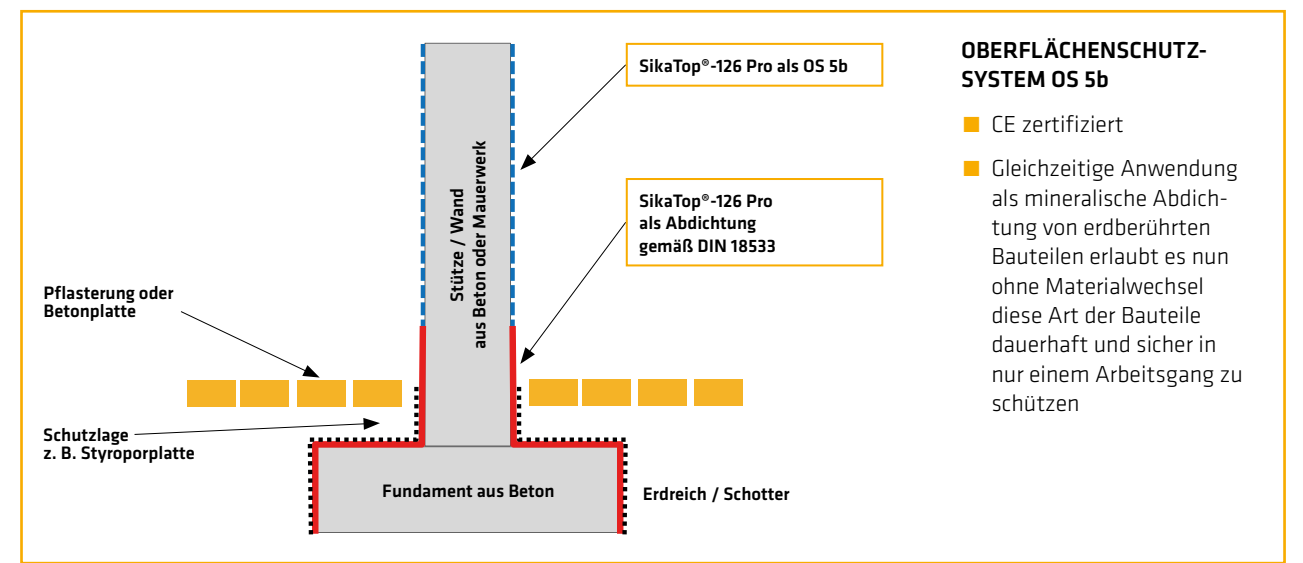 SikaTop®-126 Pro als OS 5b
SikaTop®-126 Pro
als Abdichtung
gemäß DIN 18533
Stütze / Wand
aus Beton oder Mauerwerk
Pflasterung oder
Betonplatte
Schutzlage
z. B. Styroporplatte
Fundament aus Beton
Erdreich / Schotter
OBERFLÄCHENSCHUTZ-
SYSTEM OS 5b
CE zertifiziert
Gleichzeitige Anwendung
als mineralische Abdich-
tung von erdberührten
Bauteilen erlaubt es nun
ohne Materialwechsel
diese Art der Bauteile
dauerhaft und sicher in
nur einem Arbeitsgang zu
schützen